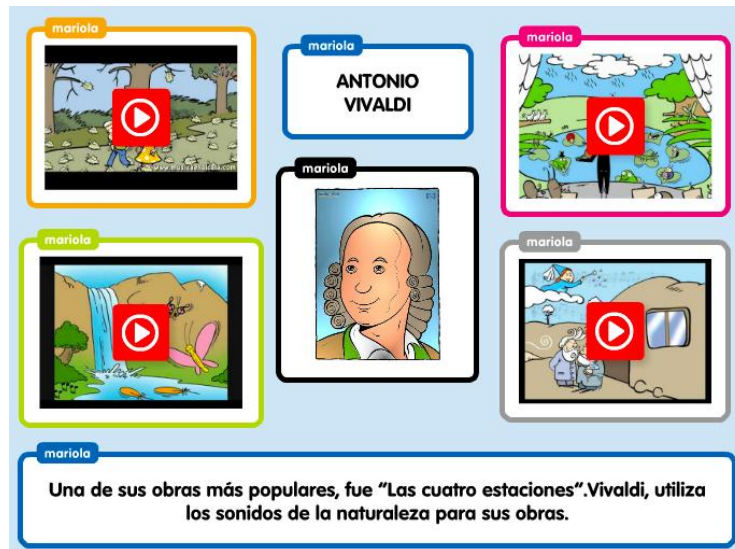 mariola
mariola
ANTONIO
VIVALDI
mariola
mariola
mariola
mariola
mariola
Una de sus obras más populares, fue “Las cuatro estaciones“.Vivaldi, utiliza
los sonidos de la naturaleza para sus obras.